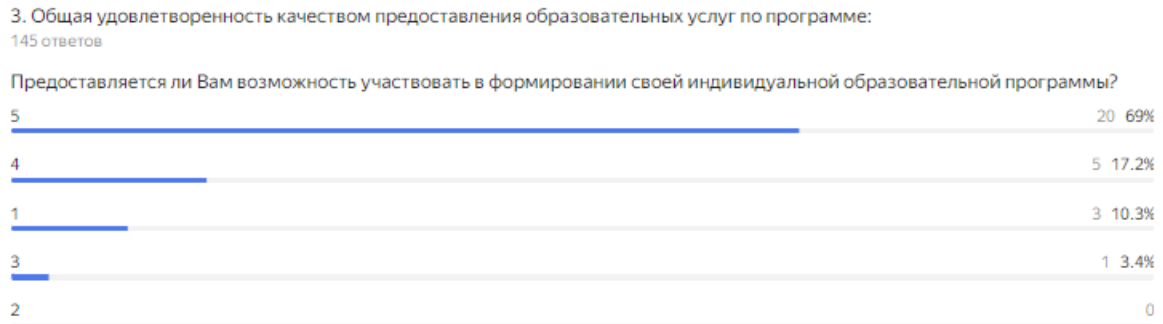 3. Общая удовлетворенность качеством предоставления образовательных услуг по программе:
145 ответов
Предоставляется ли Вам возможность участвовать в формировании своей индивидуальной образовательной программы?
5 20 69%
4 5 17.2%
1 3 10.3%
3 1 3.4%
2 0